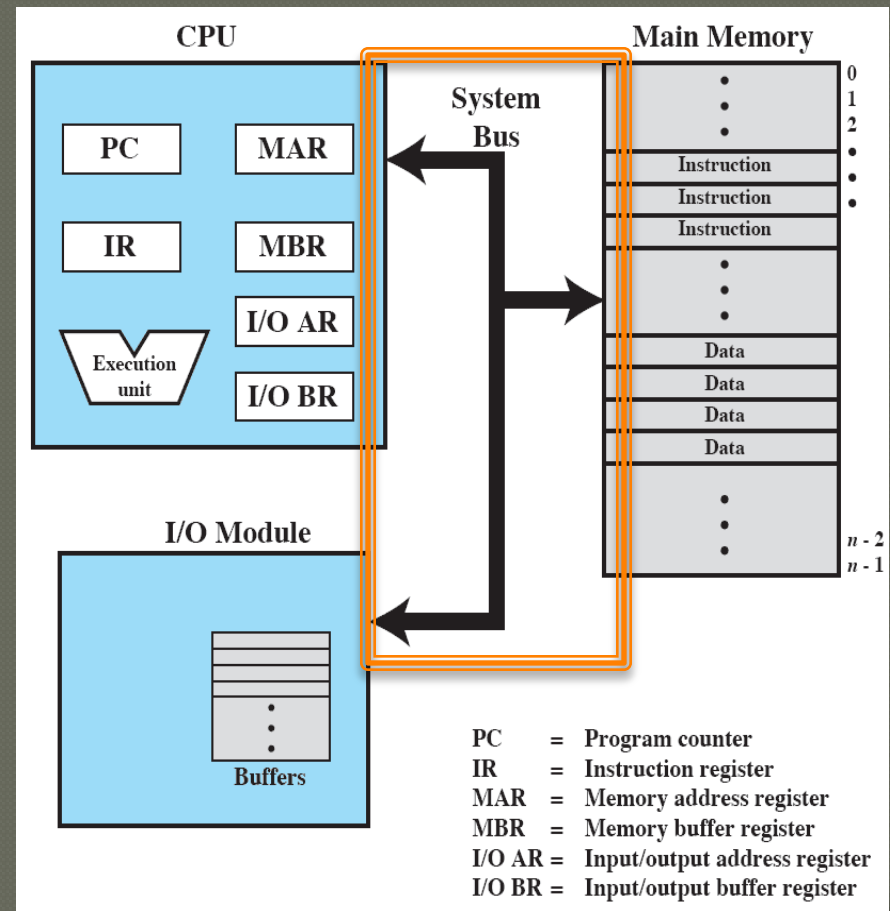 CPU
Main Memory
System
Bus
PC
MAR
IR
MBR
I/O AR
I/O BR
Execution
unit
0
1
2
•
•
•
•
•
•
Instruction
Instruction
Instruction
•
•
•
Data
Data
Data
Data
•
•
•
n - 2
n - 1
I/O Module
•
•
•
Buffers
PC = Program counter
IR = Instruction register
MAR = Memory address register
MBR = Memory buffer register
I/O AR = Input/output address register
I/O BR = Input/output buffer register